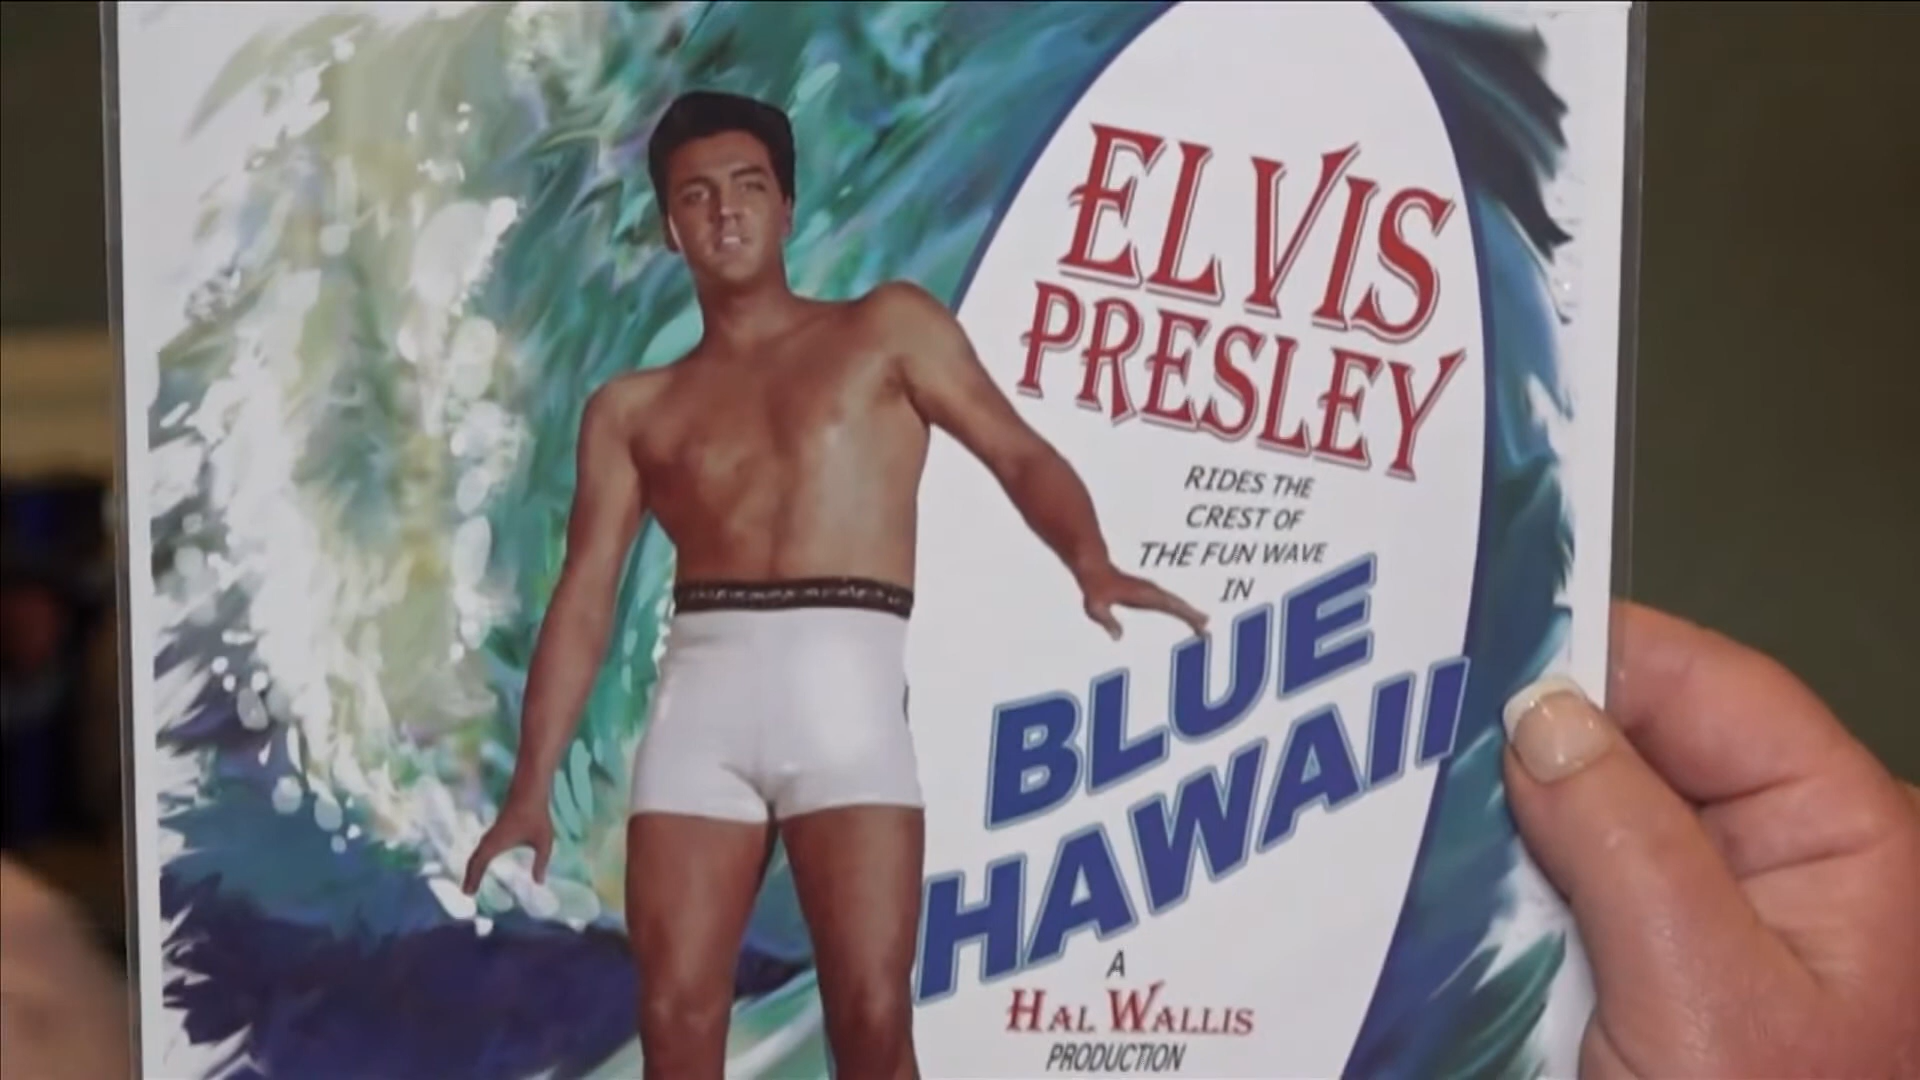 ELVIS
PRESLEY
RIDES THE
CREST OF
THE FUN WAVE
IN
BLUE
HAWAII
A
HAL WALLIS
PRODUCTION